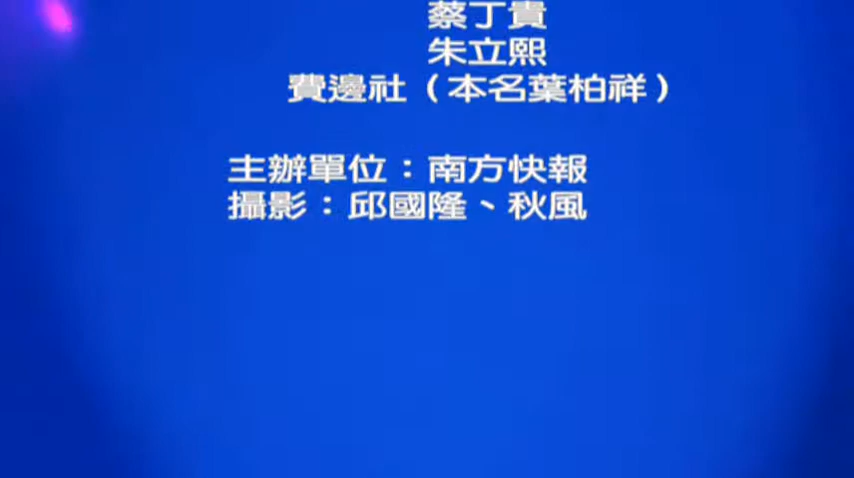 蔡丁貴
朱立熙
費邊社（本名葉柏祥）
主辦單位：南方快報
攝影：邱國隆、秋風